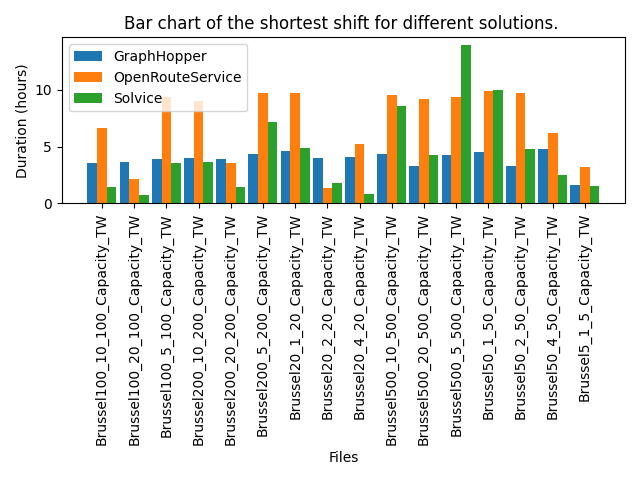 Bar chart of the shortest shift for different solutions.
GraphHopper
OpenRouteService
Solvice
Duration (hours)
10
5
0
Brussel100_10_100_Capacity_TW
Brussel100_20_100_Capacity_TW
Brussel100_5_100_Capacity_TW
Brussel200_10_200_Capacity_TW
Brussel200_20_200_Capacity_TW
Brussel200_5_200_Capacity_TW
Brussel20_1_20_Capacity_TW
Brussel20_2_20_Capacity_TW
Brussel20_4_20_Capacity_TW
Brussel500_10_500_Capacity_TW
Brussel500_20_500_Capacity_TW
Brussel500_5_500_Capacity_TW
Brussel50_1_50_Capacity_TW
Brussel50_2_50_Capacity_TW
Brussel50_4_50_Capacity_TW
Brussel5_1_5_Capacity_TW
Files